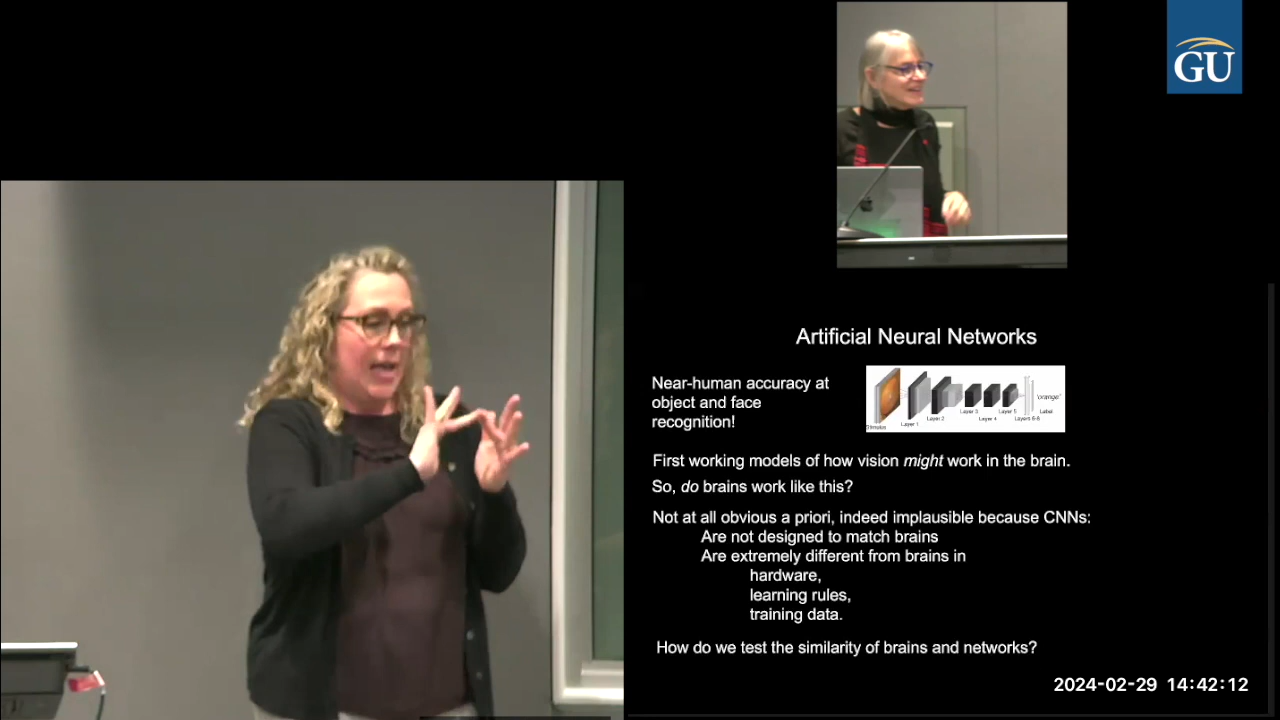 GU
Artificial Neural Networks
Near-human accuracy at
object and face
recognition!
Stimulus
Layer 1
Layer 2
Layer 3
Layer 4
Layer 5
Layers 6-8
'orange'
Label
First working models of how vision might work in the brain.
So, do brains work like this?
Not at all obvious a priori, indeed implausible because CNNs:
Are not designed to match brains
Are extremely different from brains in
hardware,
learning rules,
training data.
How do we test the similarity of brains and networks?
2024-02-29 14:42:12